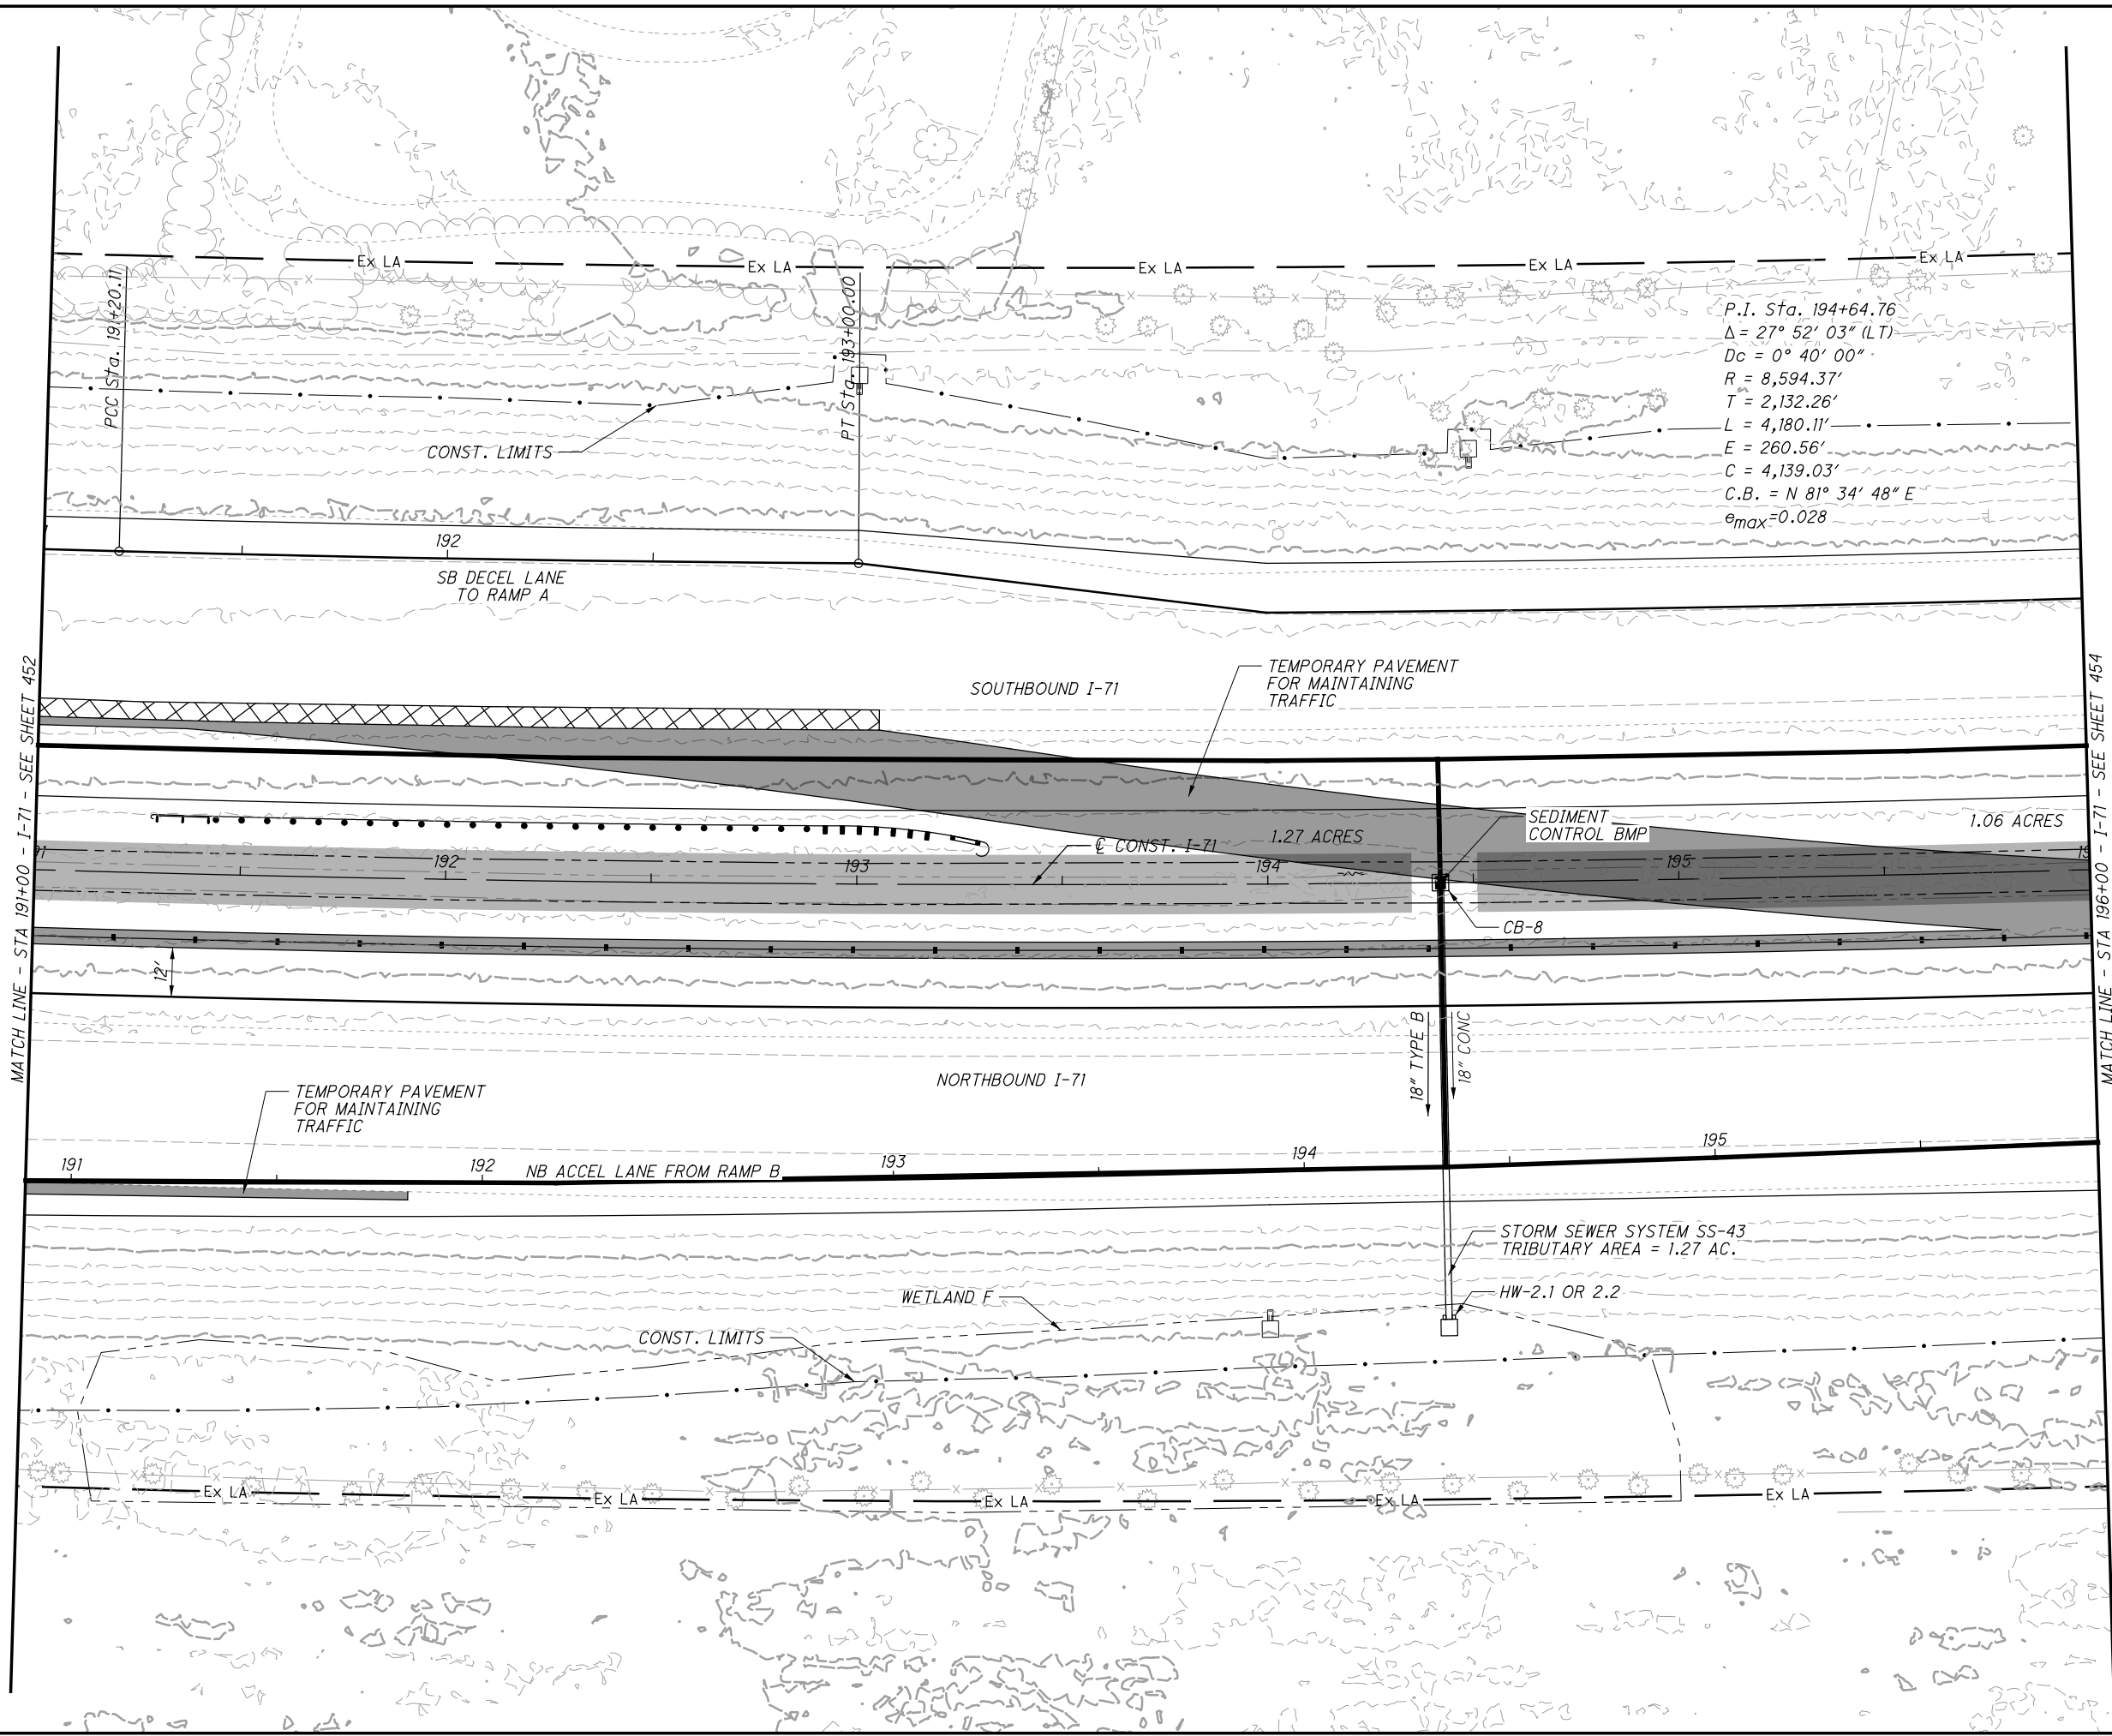 Ex LA
Ex LA
Ex LA
Ex LA
Ex LA
PCC Sta. 191+20.11
PT Sta. 193+00.00
P.I. Sta. 194+64.76
Δ = 27° 52' 03" (LT)
Dc = 0° 40' 00"
R = 8,594.37'
T = 2,132.26'
L = 4,180.11'
E = 260.56'
C = 4,139.03'
C.B. = N 81° 34' 48" E
emax=0.028
CONST. LIMITS
192
SB DECEL LANE
TO RAMP A
MATCH LINE - STA 191+00 - I-71 - SEE SHEET 452
MATCH LINE - STA 196+00 - I-71 - SEE SHEET 454
SOUTHBOUND I-71
TEMPORARY PAVEMENT
FOR MAINTAINING
TRAFFIC
SEDIMENT
CONTROL BMP
1.06 ACRES
1.27 ACRES
℄ CONST. I-71
192
193
194
195
CB-8
12'
18" TYPE B
18" CONC
NORTHBOUND I-71
TEMPORARY PAVEMENT
FOR MAINTAINING
TRAFFIC
191
192
NB ACCEL LANE FROM RAMP B
193
194
195
STORM SEWER SYSTEM SS-43
TRIBUTARY AREA = 1.27 AC.
HW-2.1 OR 2.2
WETLAND F
CONST. LIMITS
Ex LA
Ex LA
Ex LA
Ex LA
Ex LA